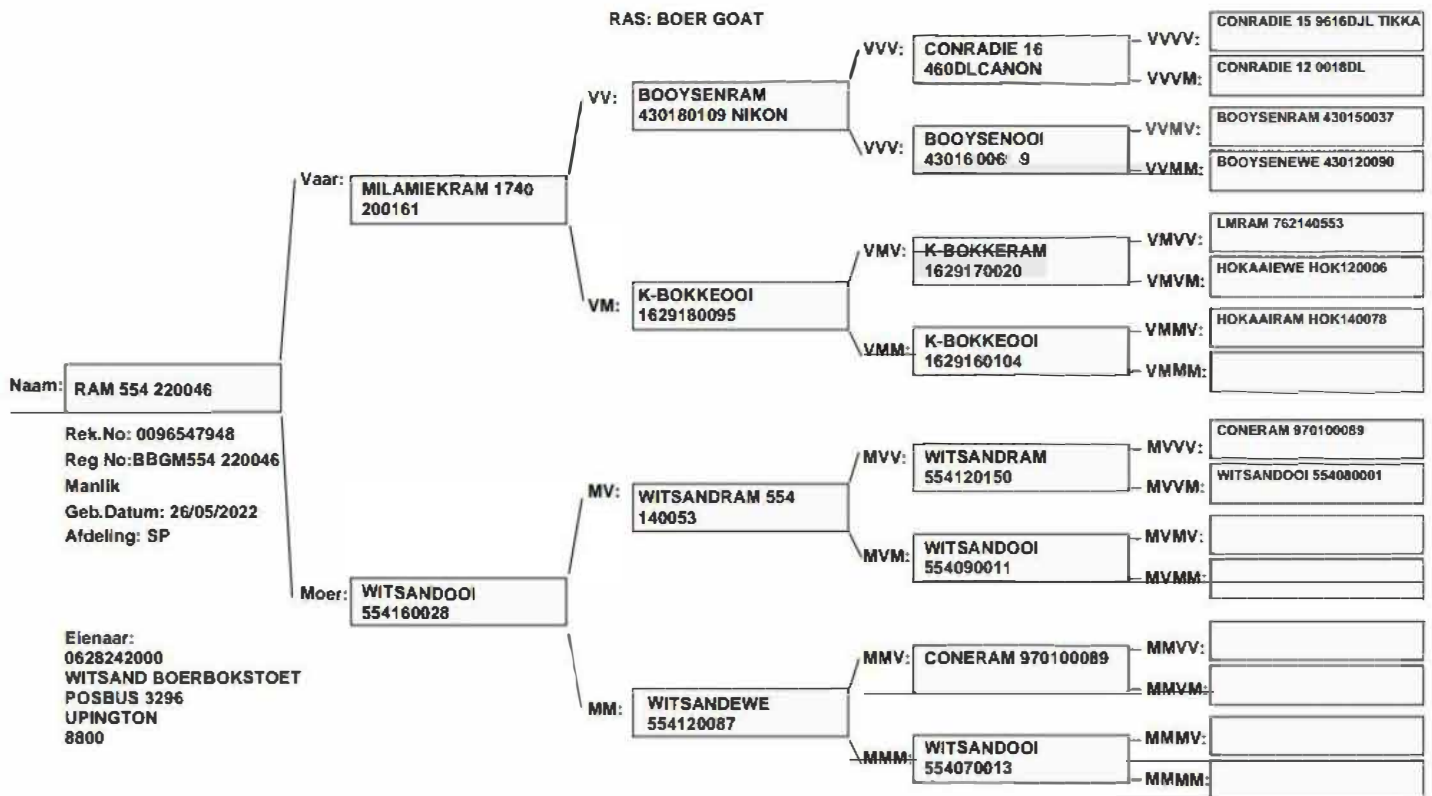 RAS: BOER GOAT
Naam:
RAM 554 220046
Rek.No: 0096547948
Reg No:BBGM554 220046
Manlik
Geb.Datum: 26/05/2022
Afdeling: SP
Eienaar:
0628242000
WITSAND BOERBOKSTOET
POSBUS 3296
UPINGTON
8800
Vaar:
MILAMIEKRAM 1740
200161
Moer:
WITSANDOOI
554160028
VV:
BOOYSENRAM
430180109 NIKON
VM:
K-BOKKEOOI
1629180095
MV:
WITSANDRAM 554
140053
MM:
WITSANDEWE
554120087
VVV:
CONRADIE 16
460DLCANON
VVV:
BOOYSENOOI
43016 006 9
VMV:
K-BOKKERAM
1629170020
VMM:
K-BOKKEOOI
1629160104
MVV:
WITSANDRAM
554120150
MVM:
WITSANDOOI
554090011
MMV:
CONERAM 970100089
MMM:
WITSANDOOI
554070013
VVVV:
CONRADIE 15 9616DJL TIKKA
VVVM:
CONRADIE 12 0018DL
VVMV:
BOOYSENRAM 430150037
VVMM:
BOOYSENEWE 430120090
VMVV:
LMRAM 762140553
VMVM:
HOKAAIEWE HOK120006
VMMV:
HOKAAIRAM HOK140078
VMMM:
MVVV:
CONERAM 970100089
MVVM:
WITSANDOOI 554080001
MVMV:
MVMM:
MMVV:
MMVM:
MMMV:
MMMM: